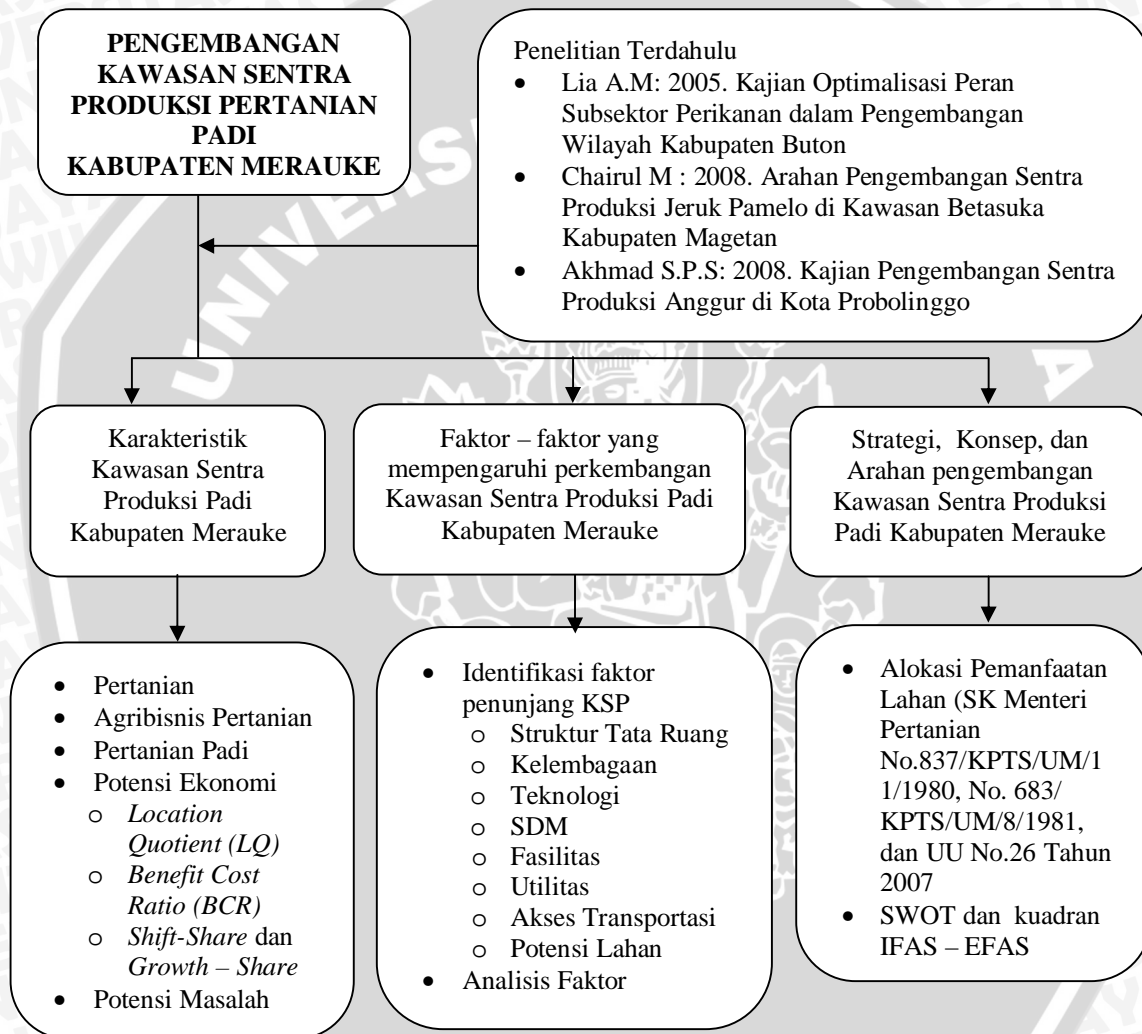 PENGEMBANGAN
KAWASAN SENTRA
PRODUKSI PERTANIAN
PADI
KABUPATEN MERAUKE
Penelitian Terdahulu
• Lia A.M: 2005. Kajian Optimalisasi Peran
Subsektor Perikanan dalam Pengembangan
Wilayah Kabupaten Buton
• Chairul M : 2008. Arahan Pengembangan Sentra
Produksi Jeruk Pamelo di Kawasan Betasuka
Kabupaten Magetan
• Akhmad S.P.S: 2008. Kajian Pengembangan Sentra
Produksi Anggur di Kota Probolinggo
Karakteristik
Kawasan Sentra
Produksi Padi
Kabupaten Merauke
Faktor – faktor yang
mempengaruhi perkembangan
Kawasan Sentra Produksi Padi
Kabupaten Merauke
Strategi, Konsep, dan
Arahan pengembangan
Kawasan Sentra Produksi
Padi Kabupaten Merauke
• Pertanian
• Agribisnis Pertanian
• Pertanian Padi
• Potensi Ekonomi
o Location
Quotient (LQ)
o Benefit Cost
Ratio (BCR)
o Shift-Share dan
Growth – Share
• Potensi Masalah
• Identifikasi faktor
penunjang KSP
o Struktur Tata Ruang
o Kelembagaan
o Teknologi
o SDM
o Fasilitas
o Utilitas
o Akses Transportasi
o Potensi Lahan
• Analisis Faktor
• Alokasi Pemanfaatan
Lahan (SK Menteri
Pertanian
No.837/KPTS/UM/1
1/1980, No. 683/
KPTS/UM/8/1981,
dan UU No.26 Tahun
2007
• SWOT dan kuadran
IFAS – EFAS